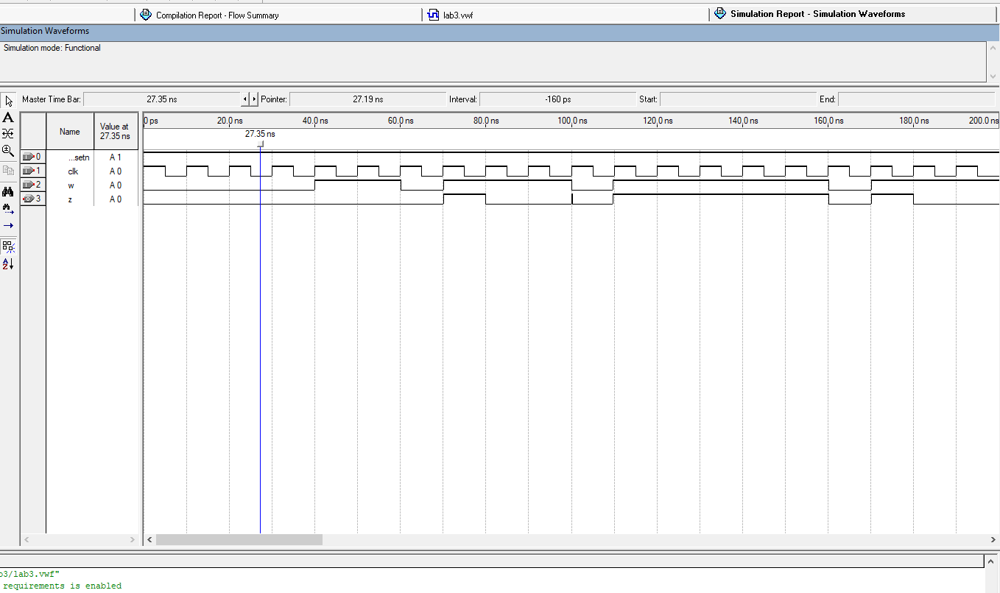 Compilation Report - Flow Summary
lab3.vwf
Simulation Report - Simulation Waveforms
Simulation Waveforms
Simulation mode: Functional
Master Time Bar: 27.35 ns Pointer: 27.19 ns Interval: -160 ps Start: End:
Name
Value at
27.35 ns
0 ps 20.0 ns 40.0 ns 60.0 ns 80.0 ns 100.0 ns 120.0 ns 140.0 ns 160.0 ns 180.0 ns 200.0 ns
27.35 ns
0 ...setn A 1
1 clk A 0
2 w A 0
3 z A 0
b3/lab3.vwf"
requirements is enabled